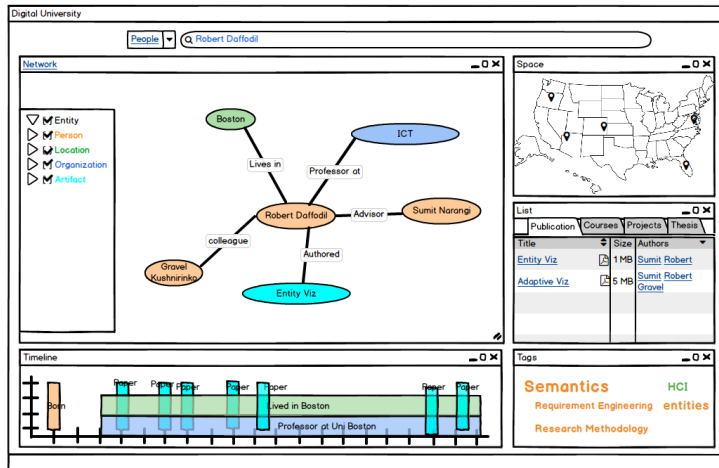 Digital University
People
Robert Daffodil
Network
Entity
Person
Location
Organization
Artifact
Boston
ICT
Lives in
Professor at
Robert Daffodil
Advisor
Sumit Narangi
colleague
Authored
Gravel
Kushnirinko
Entity Viz
Space
List
Publication Courses Projects Thesis
Title Size Authors
Entity Viz 1 MB Sumit Robert
Adaptive Viz 5 MB Sumit Robert
Gravel
Timeline
Born
Paper Paper Paper Paper Paper Paper Paper
Lived in Boston
Professor at Uni Boston
Tags
Semantics HCI
Requirement Engineering entities
Research Methodology